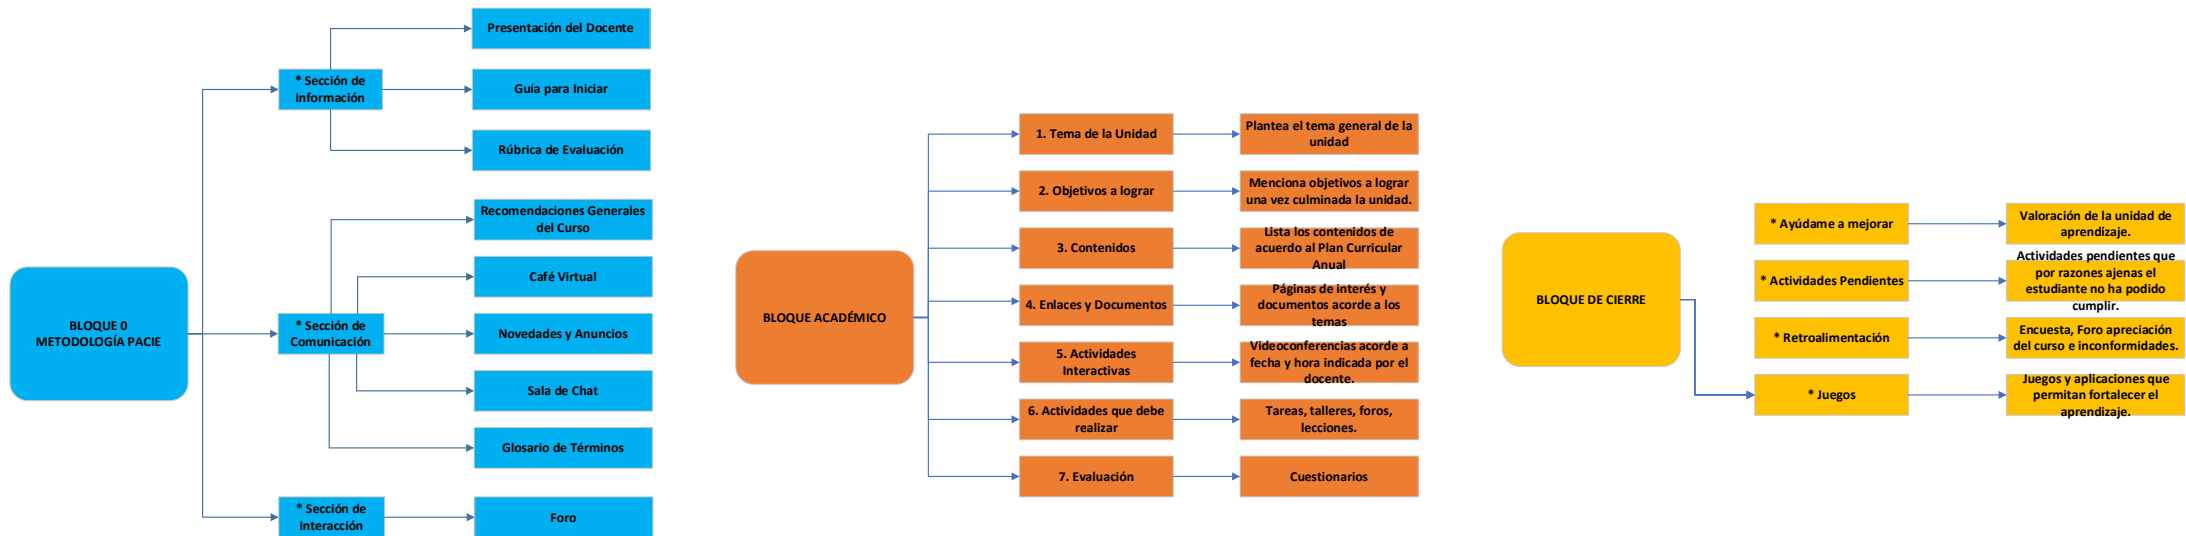 BLOQUE 0
METODOLOGÍA PACIE
* Sección de
Información
Presentación del Docente
Guía para Iniciar
Rúbrica de Evaluación
* Sección de
Comunicación
Recomendaciones Generales
del Curso
Café Virtual
Novedades y Anuncios
Sala de Chat
Glosario de Términos
* Sección de
Interacción
Foro
BLOQUE ACADÉMICO
1. Tema de la Unidad
Plantea el tema general de la
unidad
2. Objetivos a lograr
Menciona objetivos a lograr
una vez culminada la unidad.
3. Contenidos
Lista los contenidos de
acuerdo al Plan Curricular
Anual
4. Enlaces y Documentos
Páginas de interés y
documentos acorde a los
temas
5. Actividades
Interactivas
Videoconferencias acorde a
fecha y hora indicada por el
docente.
6. Actividades que debe
realizar
Tareas, talleres, foros,
lecciones.
7. Evaluación
Cuestionarios
BLOQUE DE CIERRE
* Ayúdame a mejorar
Valoración de la unidad de
aprendizaje.
* Actividades Pendientes
Actividades pendientes que
por razones ajenas el
estudiante no ha podido
cumplir.
* Retroalimentación
Encuesta, Foro apreciación
del curso e inconformidades.
* Juegos
Juegos y aplicaciones que
permitan fortalecer el
aprendizaje.